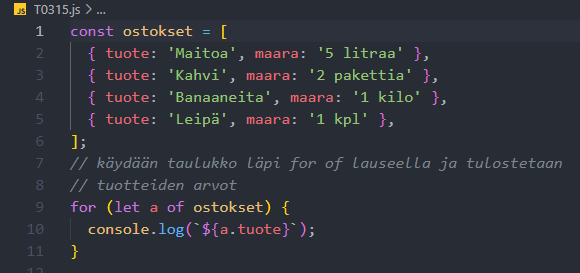 JS T0315.js > ...
1 const ostokset = [
2 { tuote: 'Maitoa', maara: '5 litraa' },
3 { tuote: 'Kahvi', maara: '2 pakettia' },
4 { tuote: 'Banaaneita', maara: '1 kilo' },
5 { tuote: 'Leipä', maara: '1 kpl' },
6 ];
7 // käydään taulukko läpi for of lauseella ja tulostetaan
8 // tuotteiden arvot
9 for (let a of ostokset) {
10 console.log(`${a.tuote}`);
11 }
12